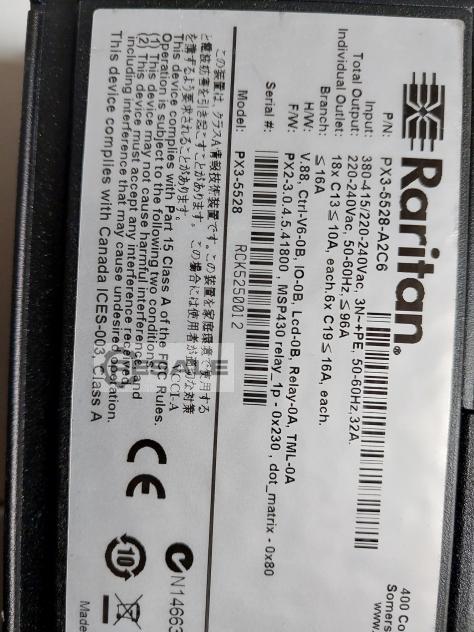 Raritan®
P/N: PX3-5528-A2C6
Input: 380-415/220-240Vac, 3N~+PE, 50-60Hz,32A.
Total Output: 220-240Vac, 50-60Hz,≤96A
Individual Output: 18x C13≤10A, each,6x C19≤16A, each.
Branch: ≤16A
H/W: V.88, Ctrl-V6-0B, IO-0B, Lcd-0B, Relay-0A, TML-0A
F/W: PX2-3.0.4.5.41800 , MSP430 relay_1p - 0x230 , dot_matrix - 0x80
Serial #:
RCK5250012
Model: PX3-5528
この装置は、クラスA情報技術装置です。この装置を家庭環境で使用する
と電波妨害を引き起こすことがあります。この場合には使用者が適切な対策
を講ずるよう要求されることがあります。 VCCI-A
This device complies with Part 15 Class A of the FCC Rules.
Operation is subject to the following two conditions:
(1) This device may not cause harmful interference,and
(2) This device must accept any interference received,
including interference that may cause undesired operation.
This device complies with Canada ICES-003, Class A
CE
10
N14663
Made
400 Co
Somers
www.